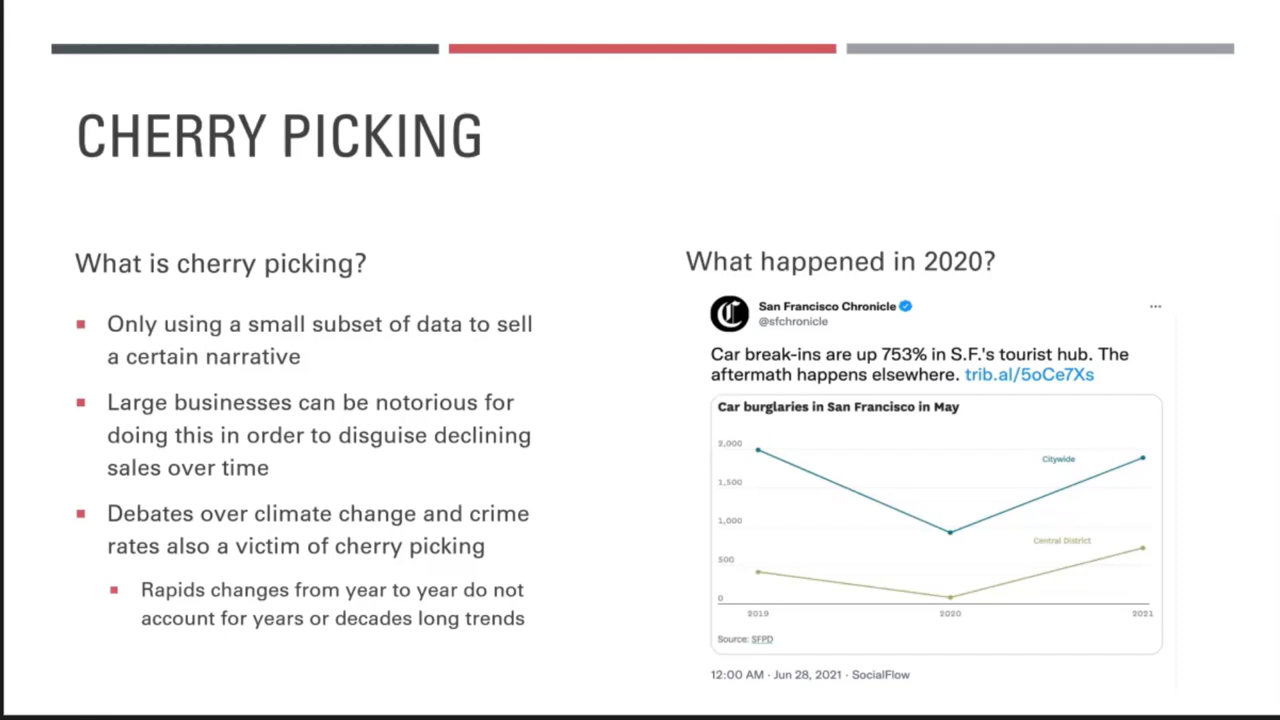 CHERRY PICKING
What is cherry picking?
Only using a small subset of data to sell
a certain narrative
Large businesses can be notorious for
doing this in order to disguise declining
sales over time
Debates over climate change and crime
rates also a victim of cherry picking
Rapids changes from year to year do not
account for years or decades long trends
What happened in 2020?
San Francisco Chronicle
@sfchronicle
Car break-ins are up 753% in S.F.'s tourist hub. The
aftermath happens elsewhere. trib.al/5oCe7Xs
Car burglaries in San Francisco in May
2,000
Citywide
1,500
1,000
Central District
500
0
2019 2020 2021
Source: SFPD
12:00 AM · Jun 28, 2021 · SocialFlow